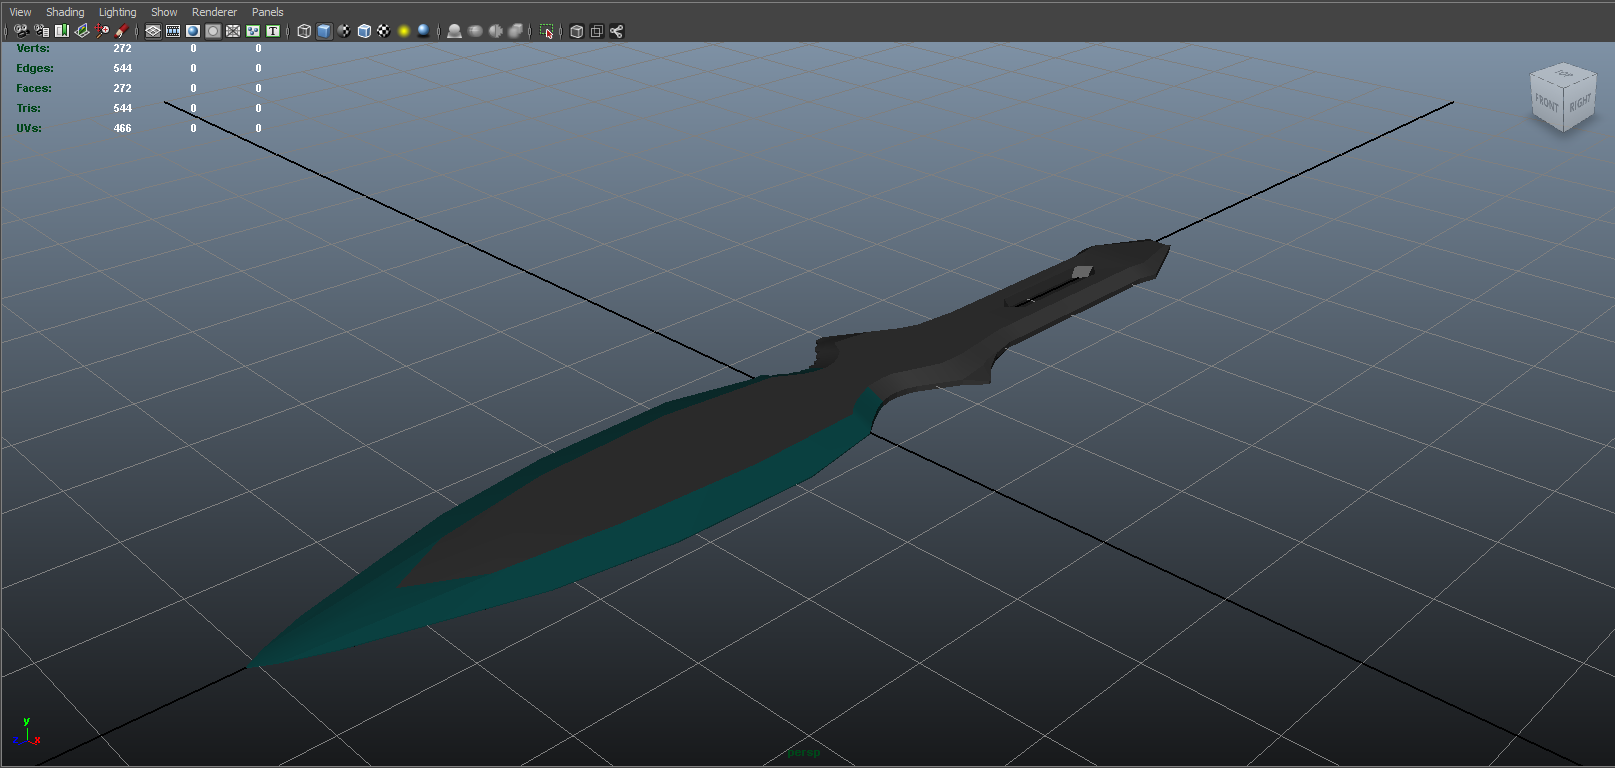 View Shading Lighting Show Renderer Panels
T
Verts: 272 0 0
Edges: 544 0 0
Faces: 272 0 0
Tris: 544 0 0
UVs: 466 0 0
TOP
FRONT RIGHT
y
z x
persp